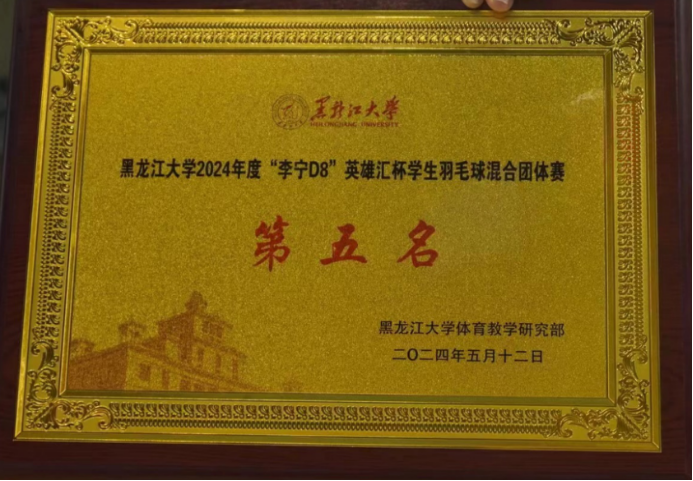 黑龙江大学
HEILONGJIANG UNIVERSITY
黑龙江大学2024年度“李宁D8”英雄汇杯学生羽毛球混合团体赛
第五名
黑龙江大学体育教学研究部
二〇二四年五月十二日